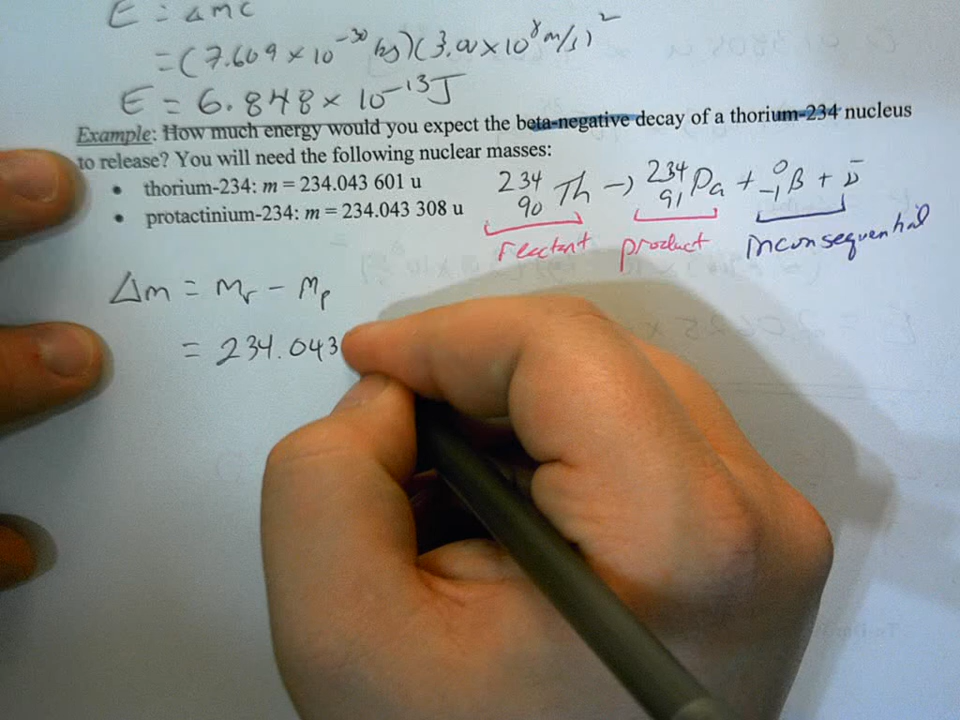 E = Δmc
= (7.609 × 10⁻³⁰ kg)(3.00 × 10⁸ m/s)²
E = 6.848 × 10⁻¹³ J
Example: How much energy would you expect the beta-negative decay of a thorium-234 nucleus
to release? You will need the following nuclear masses:
• thorium-234: m = 234.043 601 u
• protactinium-234: m = 234.043 308 u
²³⁴₉₀Th → ²³⁴₉₁Pa + ⁰₋₁β + ν̄
reactant product inconsequential
Δm = mᵣ − mₚ
= 234.043